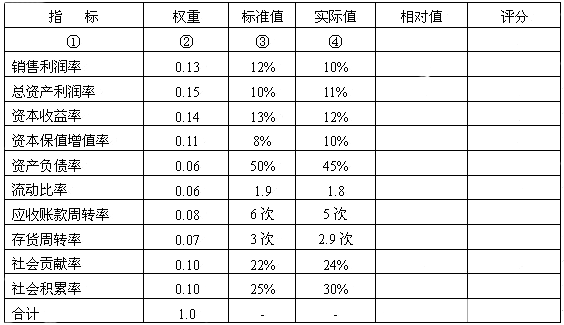 指 标 权重 标准值 实际值 相对值 评分
① ② ③ ④
销售利润率 0.13 12% 10%
总资产利润率 0.15 10% 11%
资本收益率 0.14 13% 12%
资本保值增值率 0.11 8% 10%
资产负债率 0.06 50% 45%
流动比率 0.06 1.9 1.8
应收账款周转率 0.08 6 次 5 次
存货周转率 0.07 3 次 2.9 次
社会贡献率 0.10 22% 24%
社会积累率 0.10 25% 30%
合计 1.0 - -